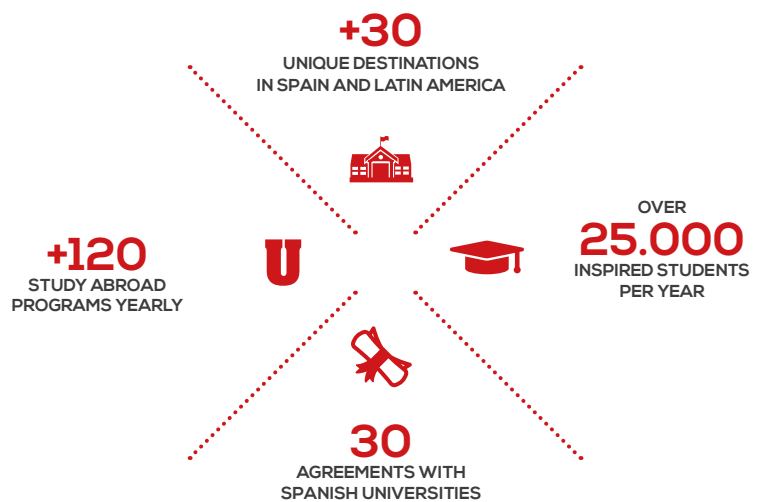 +30
UNIQUE DESTINATIONS
IN SPAIN AND LATIN AMERICA
+120
STUDY ABROAD
PROGRAMS YEARLY
U
OVER
25.000
INSPIRED STUDENTS
PER YEAR
30
AGREEMENTS WITH
SPANISH UNIVERSITIES